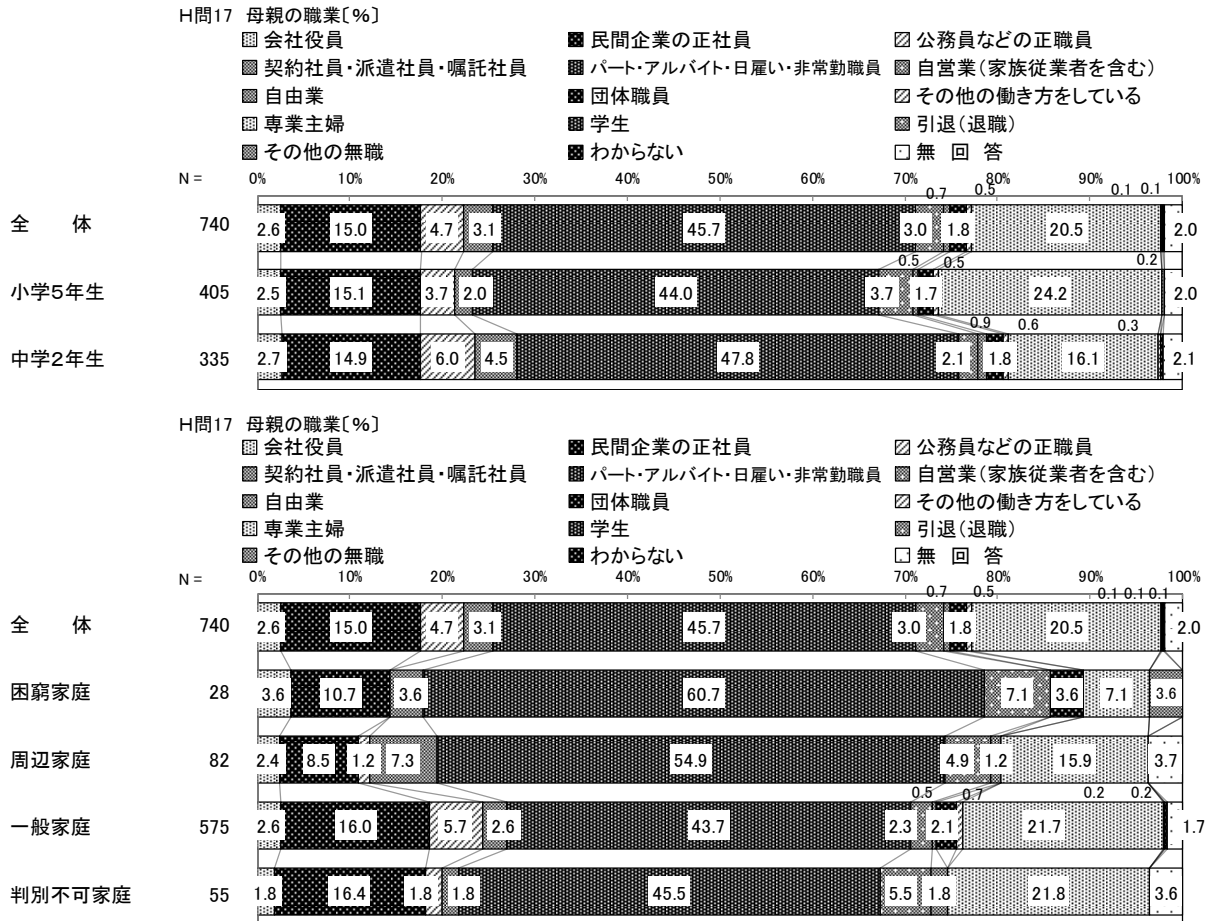 H問17 母親の職業〔%〕
会社役員 民間企業の正社員 公務員などの正職員
契約社員・派遣社員・嘱託社員 パート・アルバイト・日雇い・非常勤職員 自営業（家族従業者を含む）
自由業 団体職員 その他の働き方をしている
専業主婦 学生 引退（退職）
その他の無職 わからない 無 回 答
N = 0% 10% 20% 30% 40% 50% 60% 70% 80% 90% 100%
0.7 0.5 0.1 0.1
全 体 740 2.6 15.0 4.7 3.1 45.7 3.0 1.8 20.5 2.0
0.5 0.5 0.2
小学5年生 405 2.5 15.1 3.7 2.0 44.0 3.7 1.7 24.2 2.0
0.9 0.6 0.3
中学2年生 335 2.7 14.9 6.0 4.5 47.8 2.1 1.8 16.1 2.1
H問17 母親の職業〔%〕
会社役員 民間企業の正社員 公務員などの正職員
契約社員・派遣社員・嘱託社員 パート・アルバイト・日雇い・非常勤職員 自営業（家族従業者を含む）
自由業 団体職員 その他の働き方をしている
専業主婦 学生 引退（退職）
その他の無職 わからない 無 回 答
N = 0% 10% 20% 30% 40% 50% 60% 70% 80% 90% 100%
0.7 0.5 0.1 0.1 0.1
全 体 740 2.6 15.0 4.7 3.1 45.7 3.0 1.8 20.5 2.0
困窮家庭 28 3.6 10.7 3.6 60.7 7.1 3.6 7.1 3.6
周辺家庭 82 2.4 8.5 1.2 7.3 54.9 4.9 1.2 15.9 3.7
0.5 0.7 0.2 0.2
一般家庭 575 2.6 16.0 5.7 2.6 43.7 2.3 2.1 21.7 1.7
判別不可家庭 55 1.8 16.4 1.8 1.8 45.5 5.5 1.8 21.8 3.6